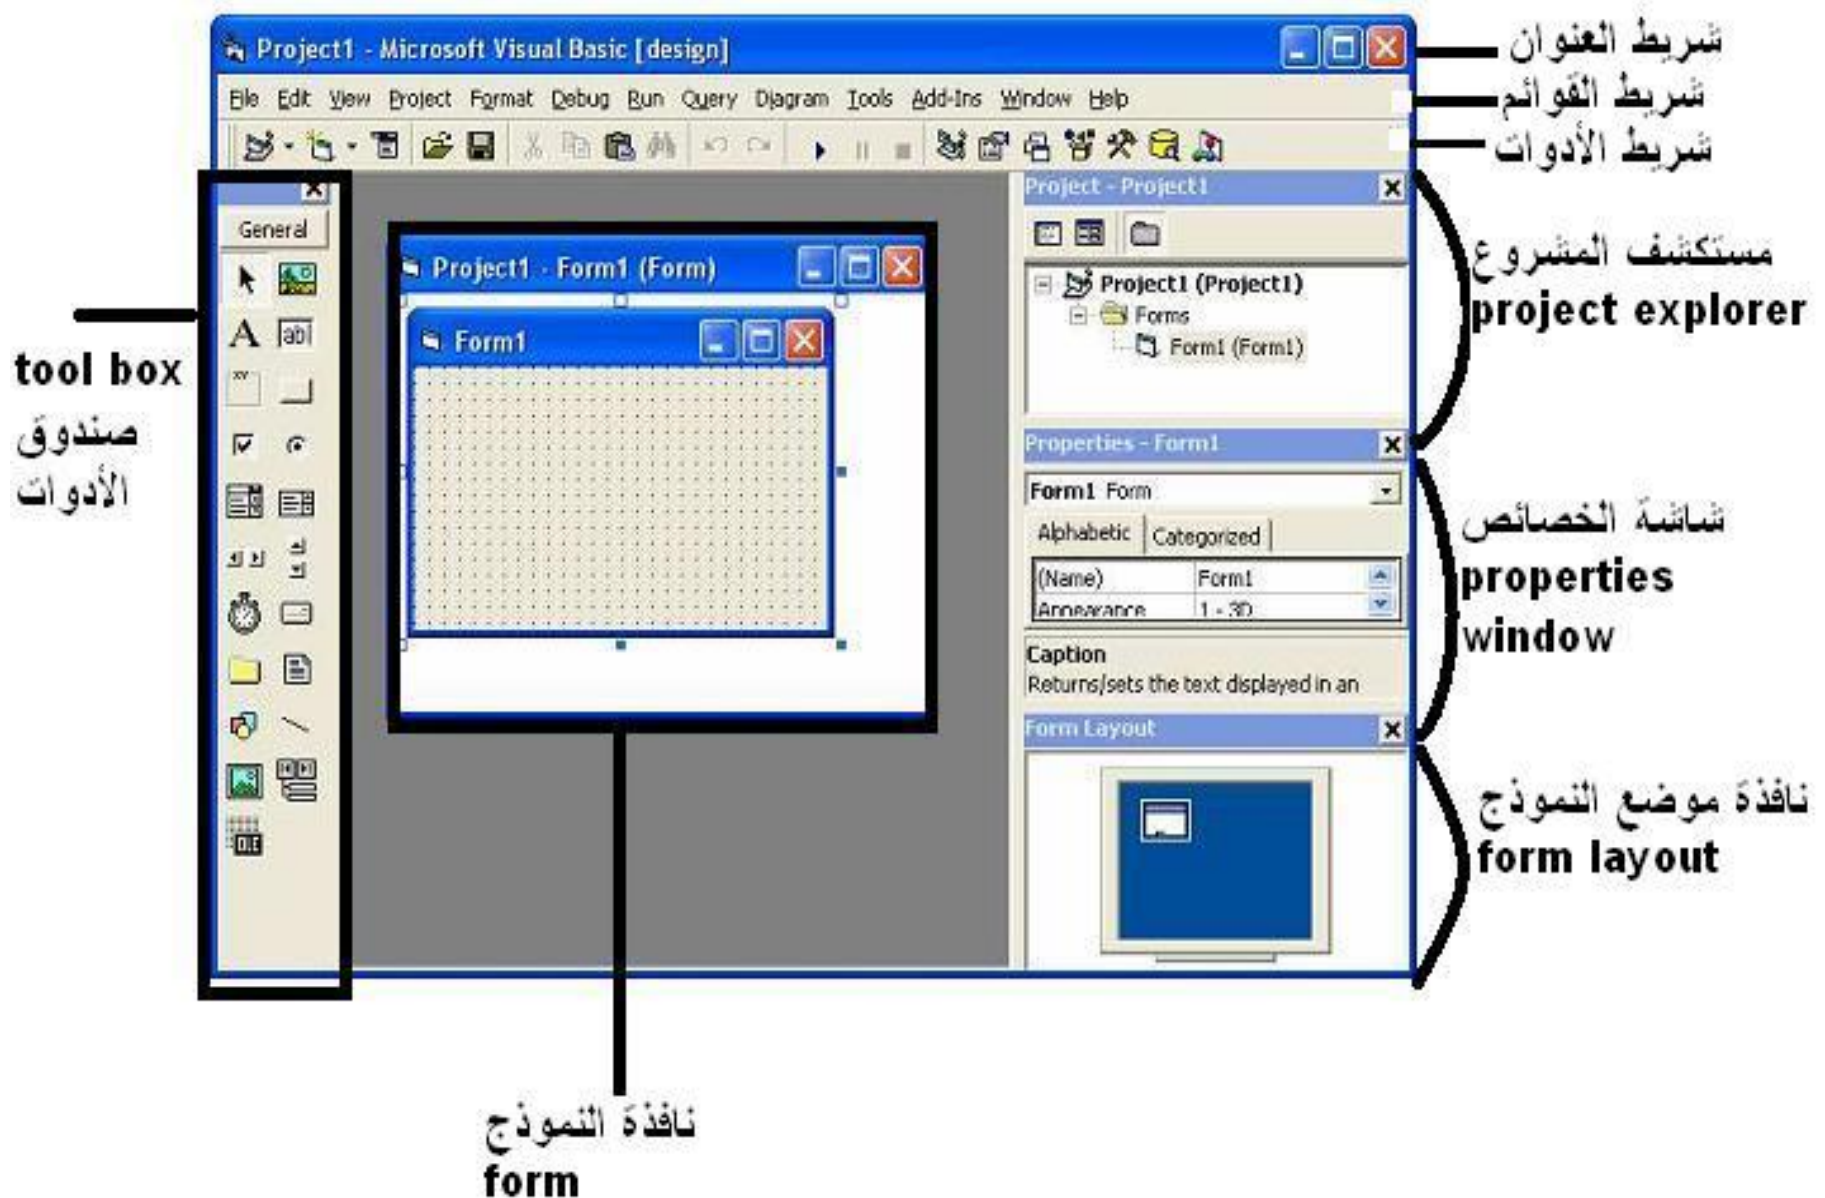 Project1 - Microsoft Visual Basic [design]
File Edit View Project Format Debug Run Query Diagram Tools Add-Ins Window Help
شريط العنوان
شريط القوائم
شريط الأدوات
General
A
abl
XY
OLE
tool box
صندوق
الأدوات
Project1 - Form1 (Form)
Form1
نافذة النموذج
form
Project - Project1
Project1 (Project1)
Forms
Form1 (Form1)
مستكشف المشروع
project explorer
Properties - Form1
Form1 Form
Alphabetic Categorized
(Name) Form1
Appearance 1 - 3D
Caption
Returns/sets the text displayed in an
شاشة الخصائص
properties
window
Form Layout
نافذة موضع النموذج
form layout